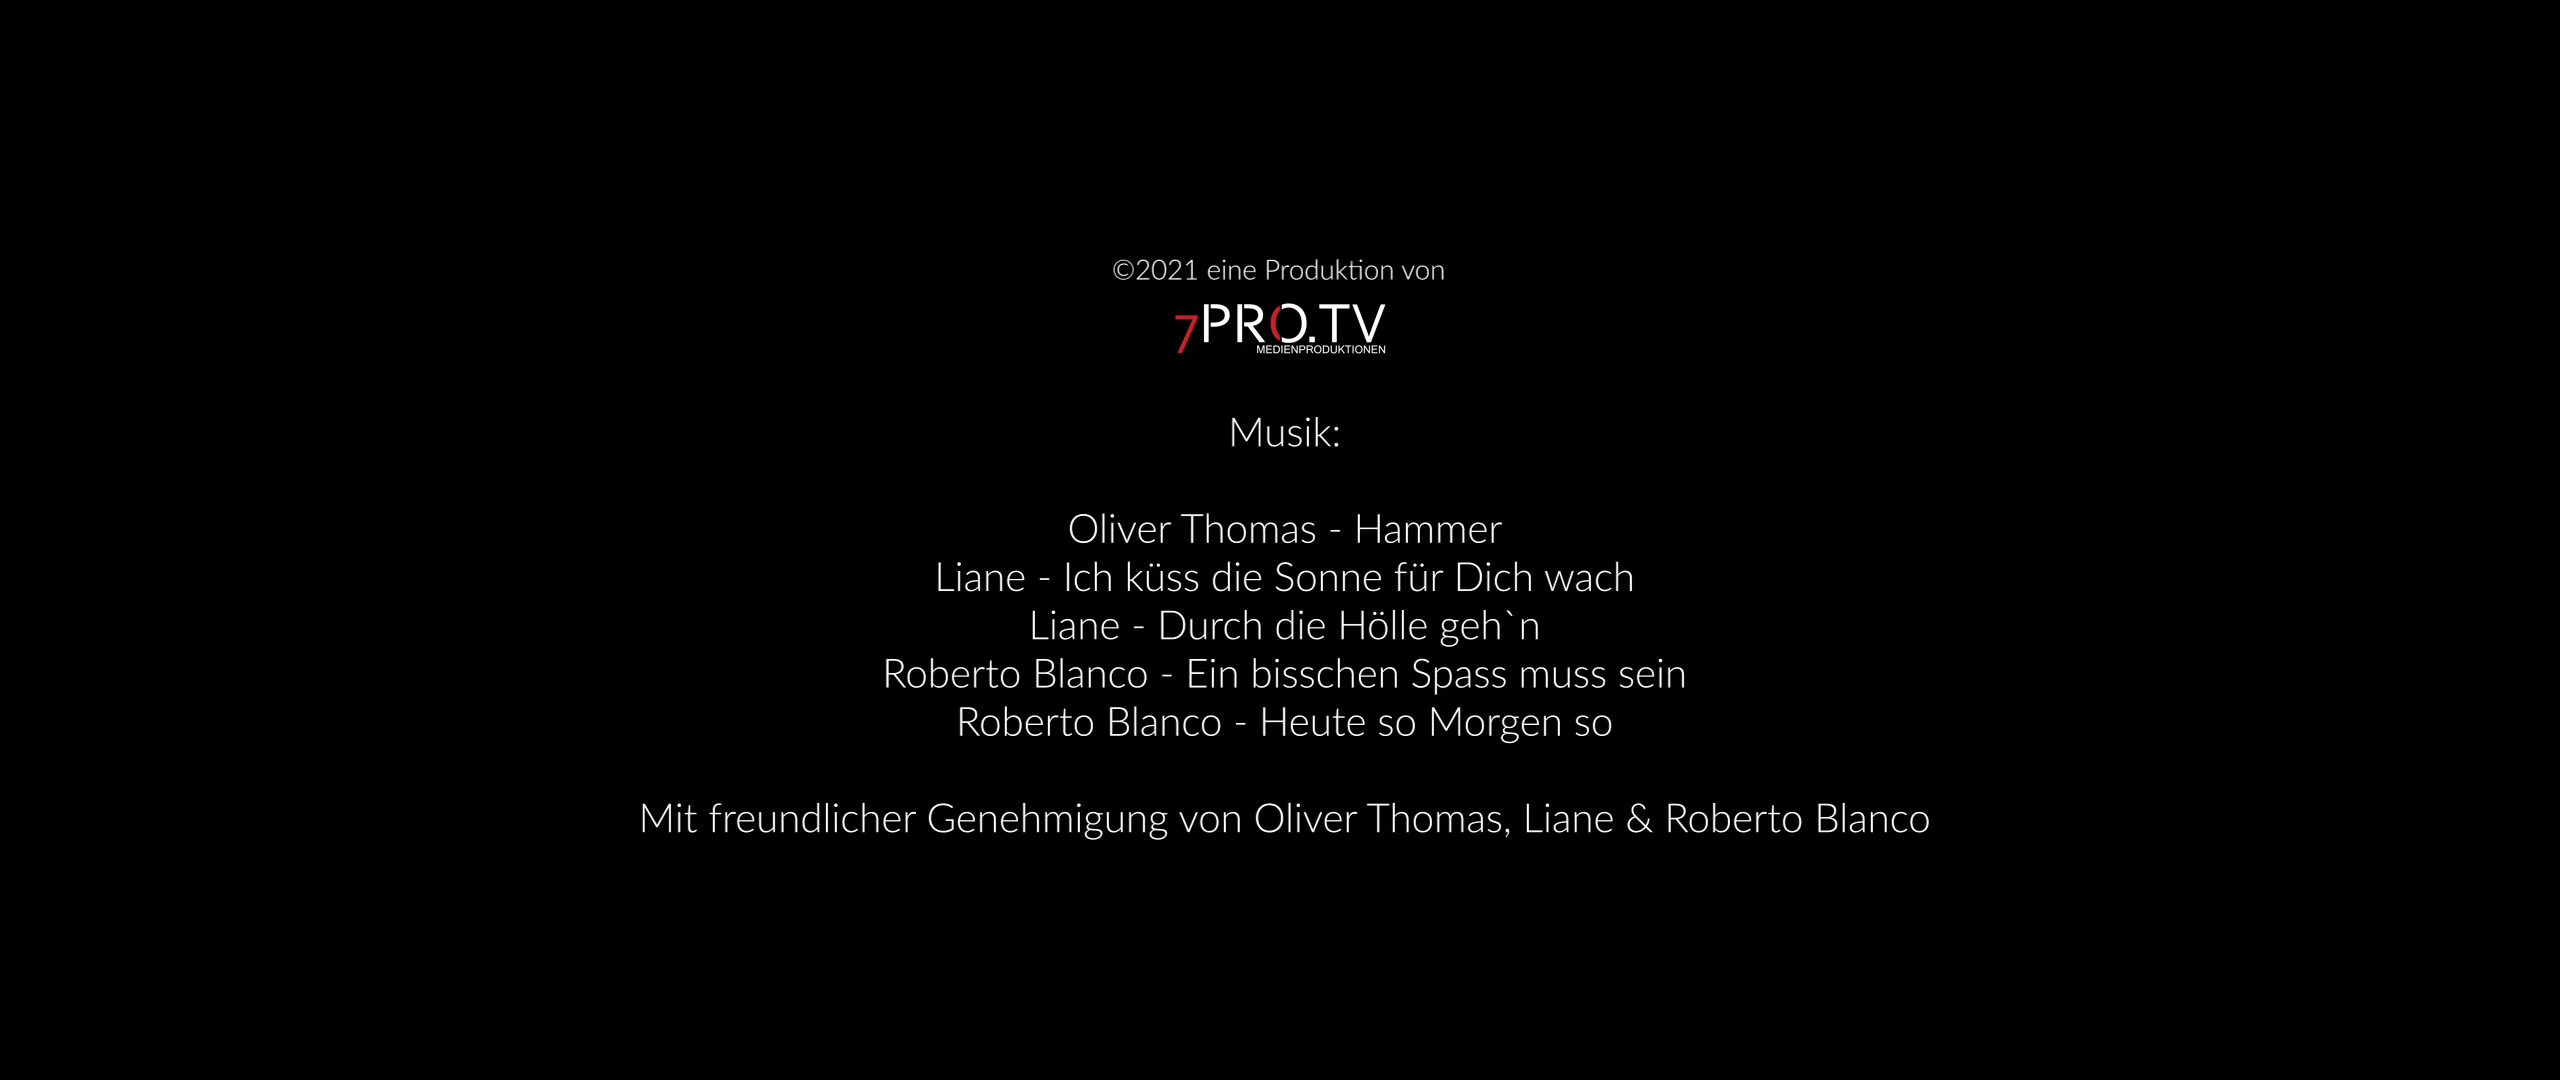 ©2021 eine Produktion von
7PRO.TV
MEDIENPRODUKTIONEN
Musik:
Oliver Thomas - Hammer
Liane - Ich küss die Sonne für Dich wach
Liane - Durch die Hölle geh`n
Roberto Blanco - Ein bisschen Spass muss sein
Roberto Blanco - Heute so Morgen so
Mit freundlicher Genehmigung von Oliver Thomas, Liane & Roberto Blanco